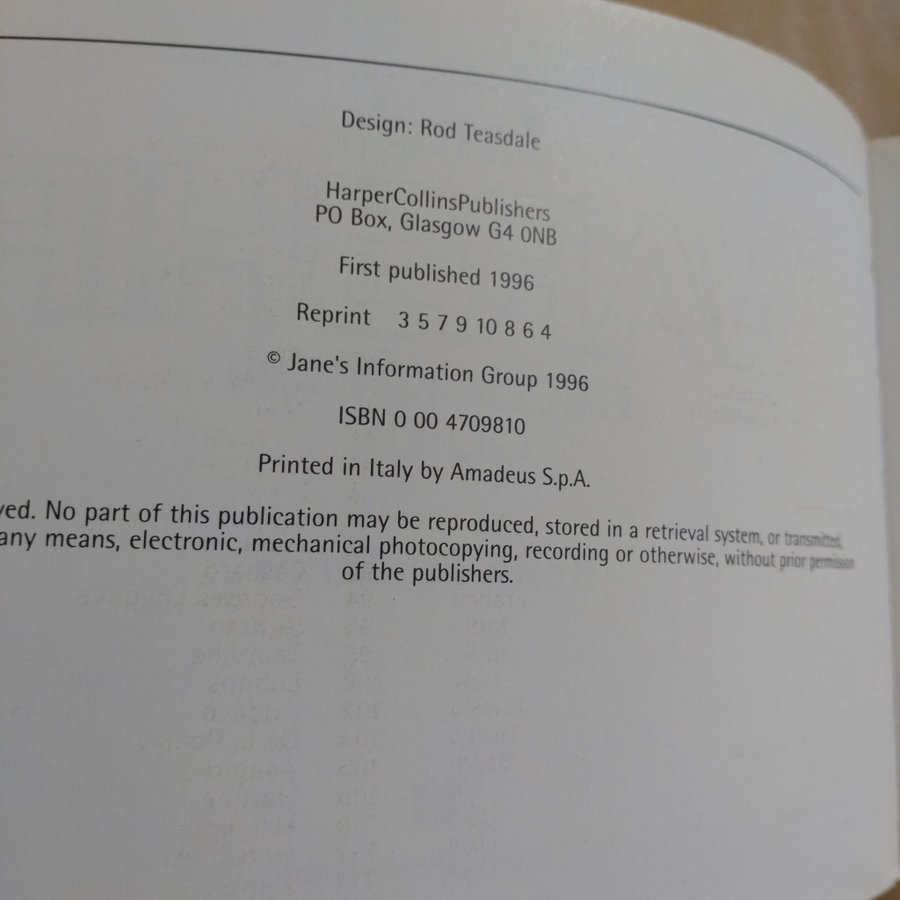 Design: Rod Teasdale
HarperCollinsPublishers
PO Box, Glasgow G4 0NB
First published 1996
Reprint 3 5 7 9 10 8 6 4
© Jane's Information Group 1996
ISBN 0 00 4709810
Printed in Italy by Amadeus S.p.A.
ved. No part of this publication may be reproduced, stored in a retrieval system, or transmitted,
any means, electronic, mechanical photocopying, recording or otherwise, without prior permission
of the publishers.